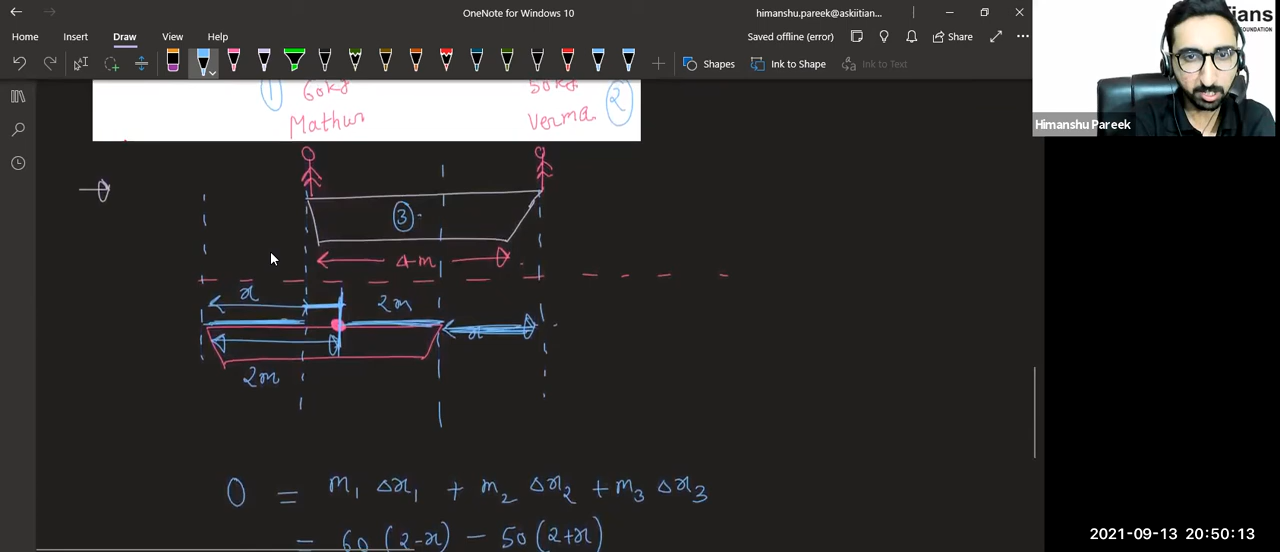 OneNote for Windows 10
himanshu.pareek@askiitian...
Home Insert Draw View Help
Saved offline (error)
Share
Shapes
Ink to Shape
Ink to Text
ians
FOUNDATION
Himanshu Pareek
1 60kg 50kg 2
Mathur Verma
3
4m
x 2m
x
2m
0 = m₁ Δx₁ + m₂ Δx₂ + m₃ Δx₃
= 60 (2-x) - 50 (2+x)
2021-09-13 20:50:13